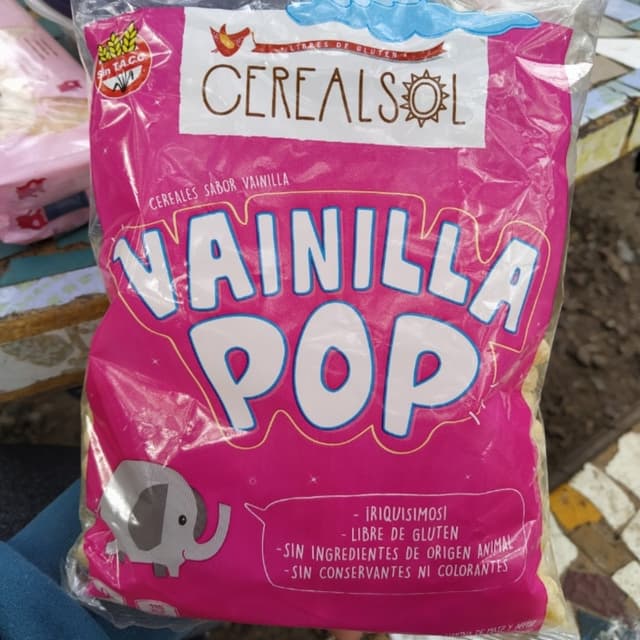 LIBRES DE GLUTEN
Sin T.A.C.C.
CEREALSOL
CEREALES SABOR VAINILLA
VAINILLA
POP
- ¡RIQUISIMOS!
- LIBRE DE GLUTEN
-SIN INGREDIENTES DE ORIGEN ANIMAL
-SIN CONSERVANTES NI COLORANTES